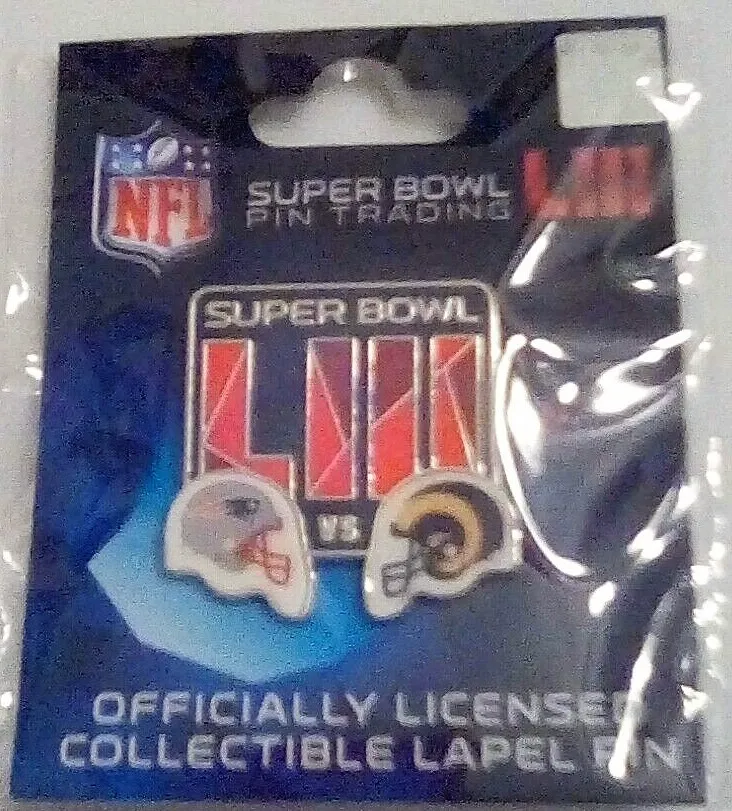 NFL
SUPER BOWL LIII
PIN TRADING
SUPER BOWL
LIII
VS
OFFICIALLY LICENSED
COLLECTIBLE LAPEL PIN